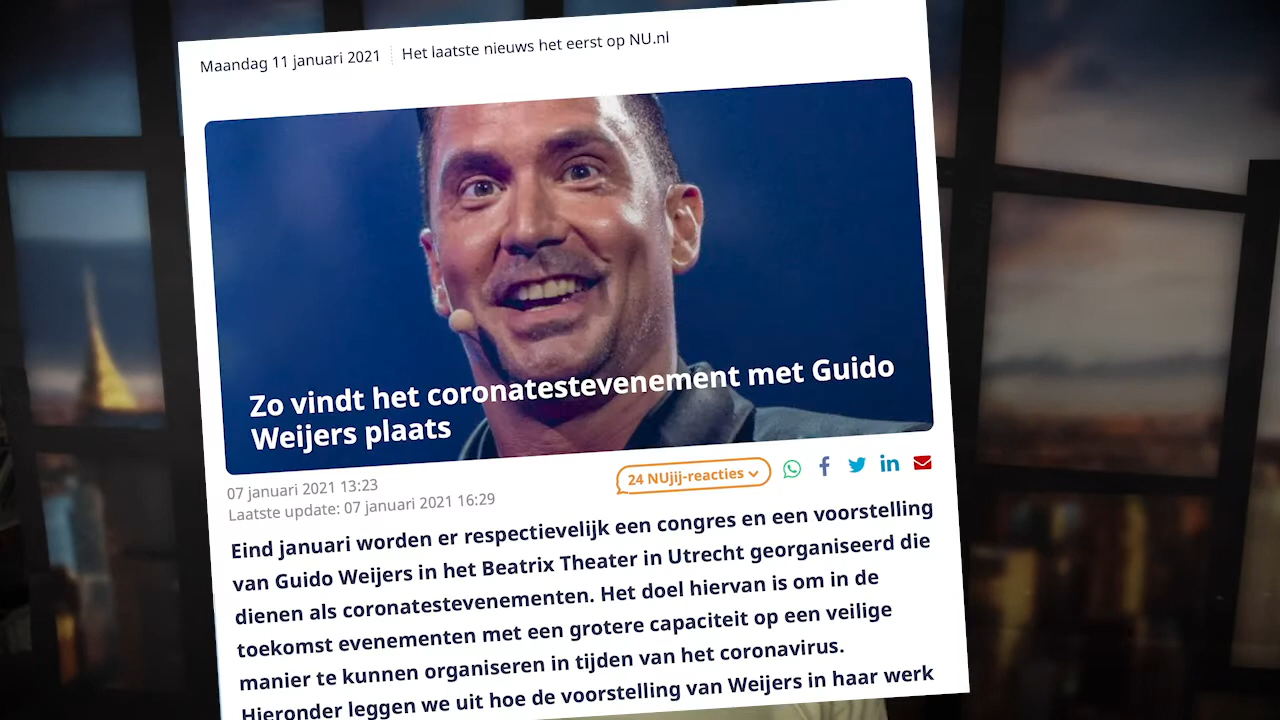 Maandag 11 januari 2021 Het laatste nieuws het eerst op NU.nl
Zo vindt het coronatestevenement met Guido
Weijers plaats
07 januari 2021 13:23
24 NUjij-reacties
Laatste update: 07 januari 2021 16:29
Eind januari worden er respectievelijk een congres en een voorstelling
van Guido Weijers in het Beatrix Theater in Utrecht georganiseerd die
dienen als coronatestevenementen. Het doel hiervan is om in de
toekomst evenementen met een grotere capaciteit op een veilige
manier te kunnen organiseren in tijden van het coronavirus.
Hieronder leggen we uit hoe de voorstelling van Weijers in haar werk